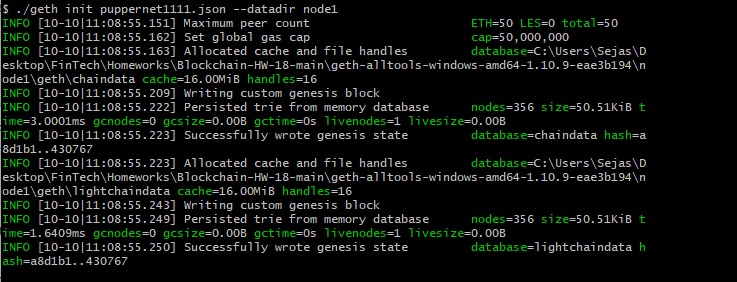 $ ./geth init puppernet1111.json --datadir node1
INFO [10-10|11:08:55.151] Maximum peer count                       ETH=50 LES=0 total=50
INFO [10-10|11:08:55.162] Set global gas cap                       cap=50,000,000
INFO [10-10|11:08:55.163] Allocated cache and file handles         database=C:\Users\Sejas\D
esktop\FinTech\Homeworks\Blockchain-HW-18-main\geth-alltools-windows-amd64-1.10.9-eae3b194\n
ode1\geth\chaindata cache=16.00MiB handles=16
INFO [10-10|11:08:55.209] Writing custom genesis block
INFO [10-10|11:08:55.222] Persisted trie from memory database      nodes=356 size=50.51KiB t
ime=3.0001ms gcnodes=0 gcsize=0.00B gctime=0s livenodes=1 livesize=0.00B
INFO [10-10|11:08:55.223] Successfully wrote genesis state         database=chaindata hash=a
8d1b1..430767
INFO [10-10|11:08:55.223] Allocated cache and file handles         database=C:\Users\Sejas\D
esktop\FinTech\Homeworks\Blockchain-HW-18-main\geth-alltools-windows-amd64-1.10.9-eae3b194\n
ode1\geth\lightchaindata cache=16.00MiB handles=16
INFO [10-10|11:08:55.243] Writing custom genesis block
INFO [10-10|11:08:55.249] Persisted trie from memory database      nodes=356 size=50.51KiB t
ime=1.6409ms gcnodes=0 gcsize=0.00B gctime=0s livenodes=1 livesize=0.00B
INFO [10-10|11:08:55.250] Successfully wrote genesis state         database=lightchaindata h
ash=a8d1b1..430767